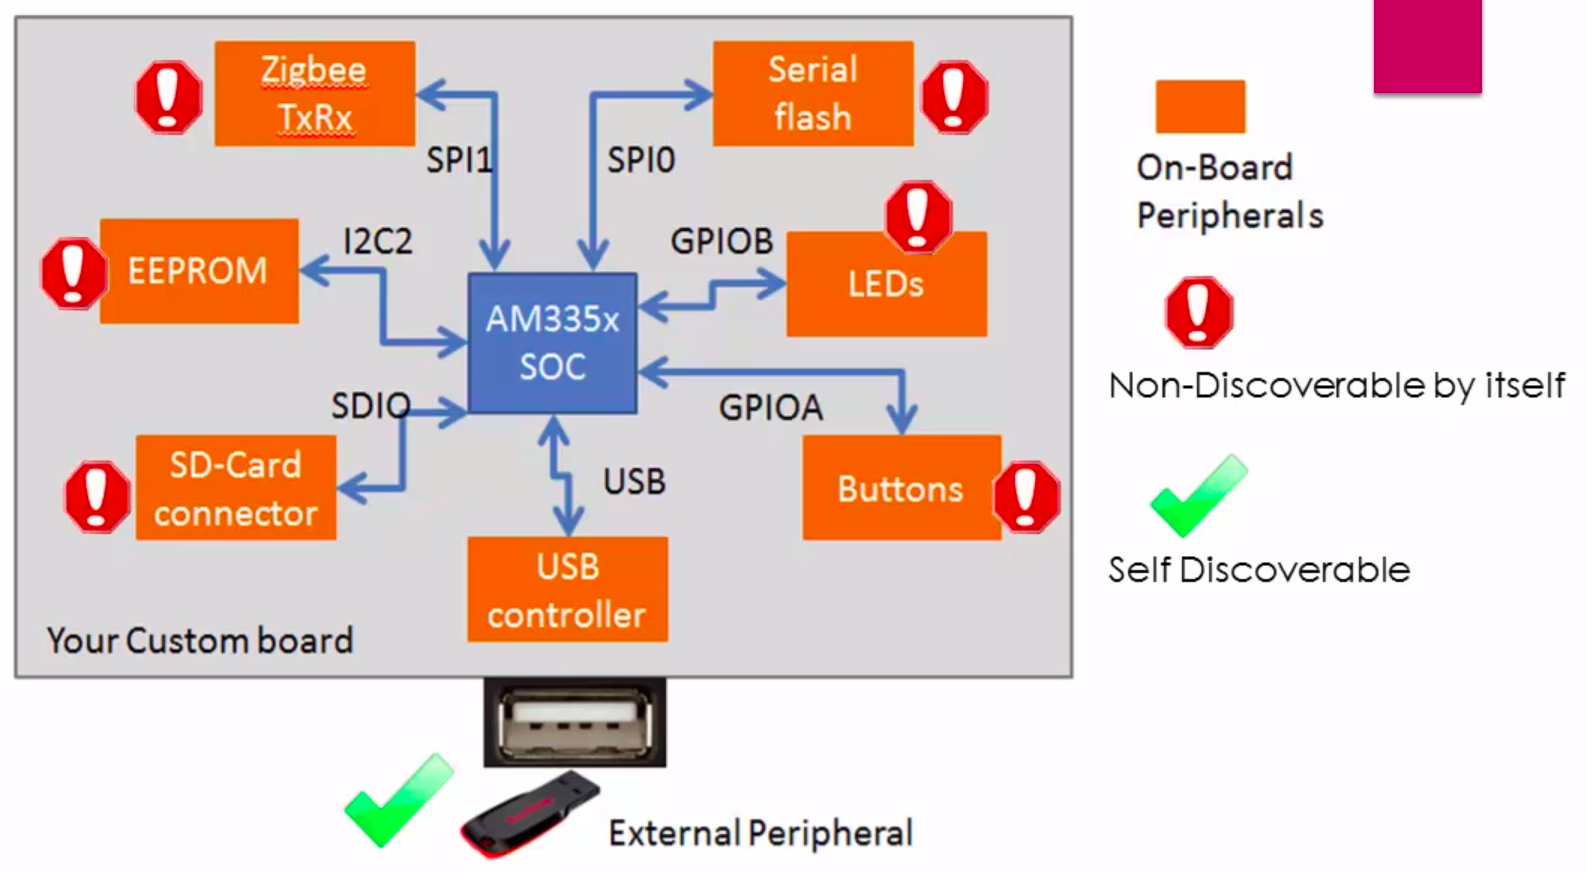 Zigbee
TxRx
Serial
flash
SPI1
SPI0
On-Board
Peripherals
I2C2
GPIOB
EEPROM
LEDs
AM335x
SOC
Non-Discoverable by itself
SDIO
GPIOA
SD-Card
connector
USB
Buttons
Self Discoverable
USB
controller
Your Custom board
External Peripheral